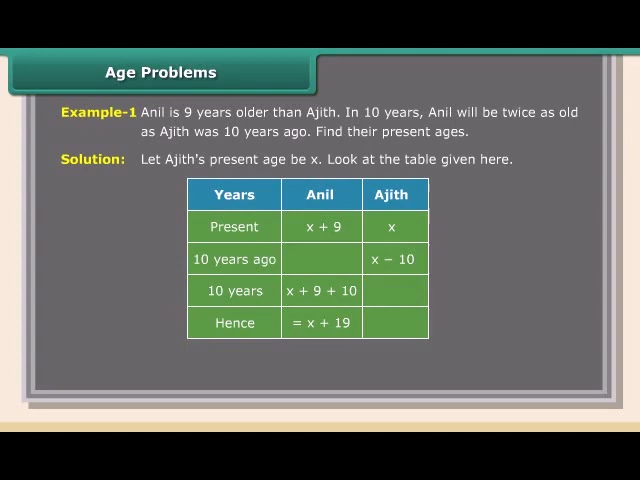 Age Problems
Example-1 Anil is 9 years older than Ajith. In 10 years, Anil will be twice as old
as Ajith was 10 years ago. Find their present ages.
Solution: Let Ajith's present age be x. Look at the table given here.
Years Anil Ajith
Present x + 9 x
10 years ago x − 10
10 years x + 9 + 10
Hence = x + 19